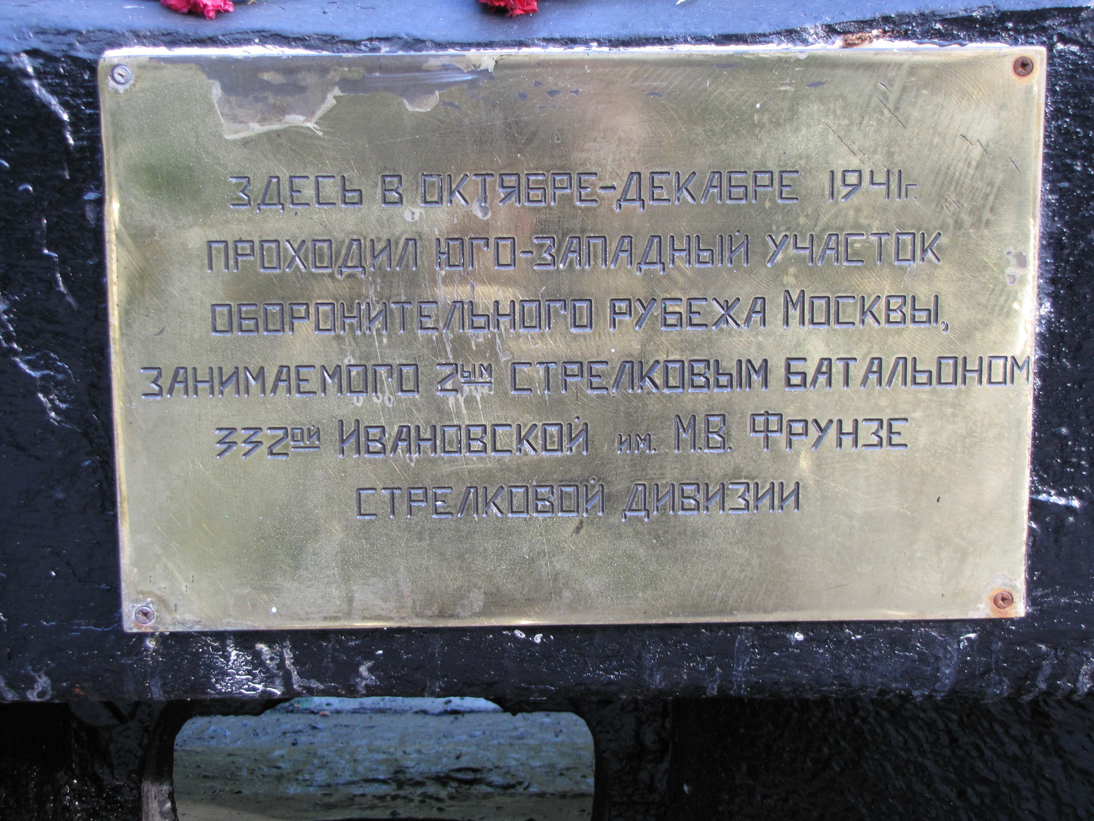 ЗДЕСЬ В ОКТЯБРЕ-ДЕКАБРЕ 1941г.
ПРОХОДИЛ ЮГО-ЗАПАДНЫЙ УЧАСТОК
ОБОРОНИТЕЛЬНОГО РУБЕЖА МОСКВЫ,
ЗАНИМАЕМОГО 2ым СТРЕЛКОВЫМ БАТАЛЬОНОМ
332ой ИВАНОВСКОЙ им. М.В. ФРУНЗЕ
СТРЕЛКОВОЙ ДИВИЗИИ